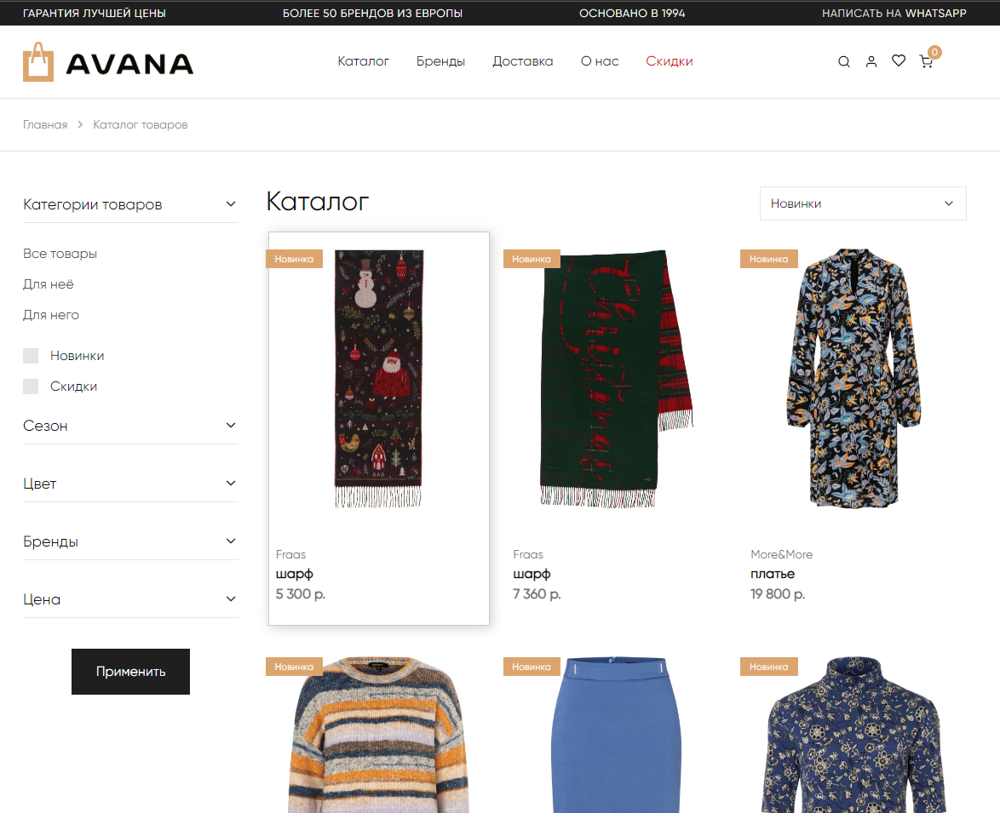 ГАРАНТИЯ ЛУЧШЕЙ ЦЕНЫ БОЛЕЕ 50 БРЕНДОВ ИЗ ЕВРОПЫ ОСНОВАНО В 1994 НАПИСАТЬ НА WHATSAPP
AVANA Каталог Бренды Доставка О нас Скидки 0
Главная > Каталог товаров
Категории товаров
Все товары
Для неё
Для него
Новинки
Скидки
Сезон
Цвет
Бренды
Цена
Применить
Каталог Новинки
Новинка Новинка Новинка
Christmas
Fraas Fraas More&More
шарф шарф платье
5 300 р. 7 360 р. 19 800 р.
Новинка Новинка Новинка